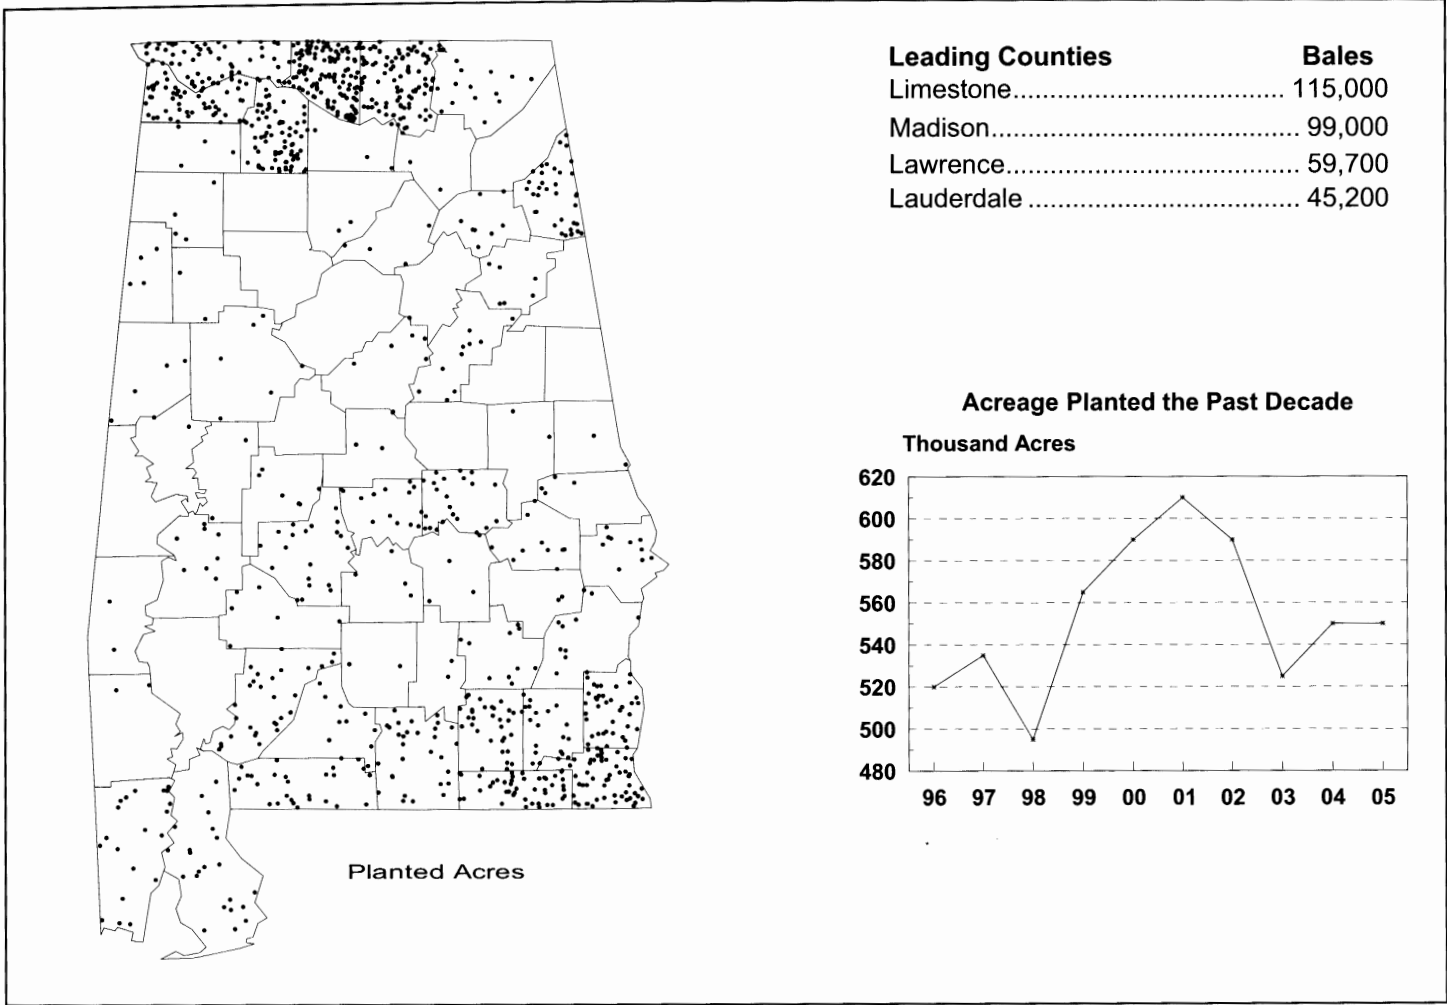 Leading Counties Bales
Limestone.................................... 115,000
Madison......................................... 99,000
Lawrence....................................... 59,700
Lauderdale .................................... 45,200
Planted Acres
Acreage Planted the Past Decade
Thousand Acres
620
600
580
560
540
520
500
480
96 97 98 99 00 01 02 03 04 05